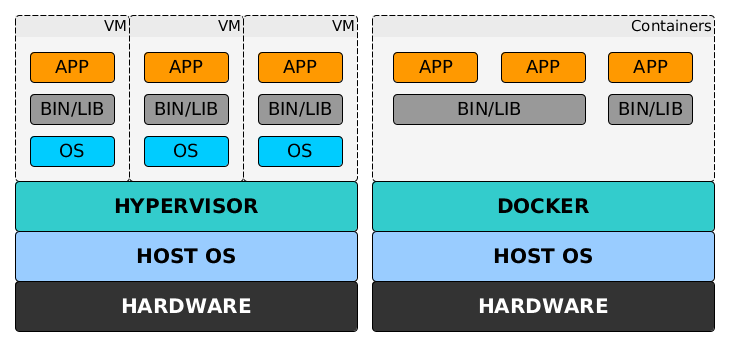 VM VM VM
APP APP APP
BIN/LIB BIN/LIB BIN/LIB
OS OS OS
HYPERVISOR
HOST OS
HARDWARE
Containers
APP APP APP
BIN/LIB BIN/LIB
DOCKER
HOST OS
HARDWARE